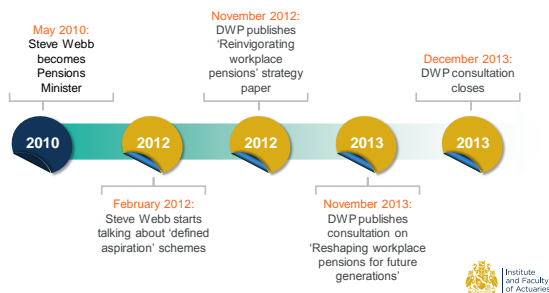 May 2010:
Steve Webb
becomes
Pensions
Minister
November 2012:
DWP publishes
‘Reinvigorating
workplace
pensions’ strategy
paper
December 2013:
DWP consultation
closes
2010
2012
2012
2013
2013
February 2012:
Steve Webb starts
talking about ‘defined
aspiration’ schemes
November 2013:
DWP publishes
consultation on
‘Reshaping workplace
pensions for future
generations’
Institute
and Faculty
of Actuaries